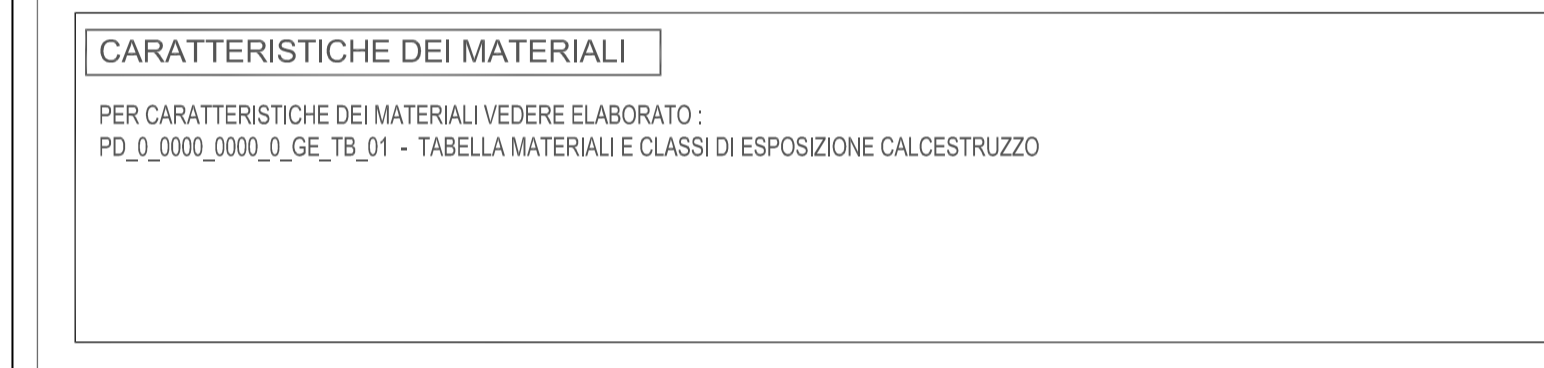 CARATTERISTICHE DEI MATERIALI
PER CARATTERISTICHE DEI MATERIALI VEDERE ELABORATO :
PD_0_0000_0000_0_GE_TB_01 - TABELLA MATERIALI E CLASSI DI ESPOSIZIONE CALCESTRUZZO